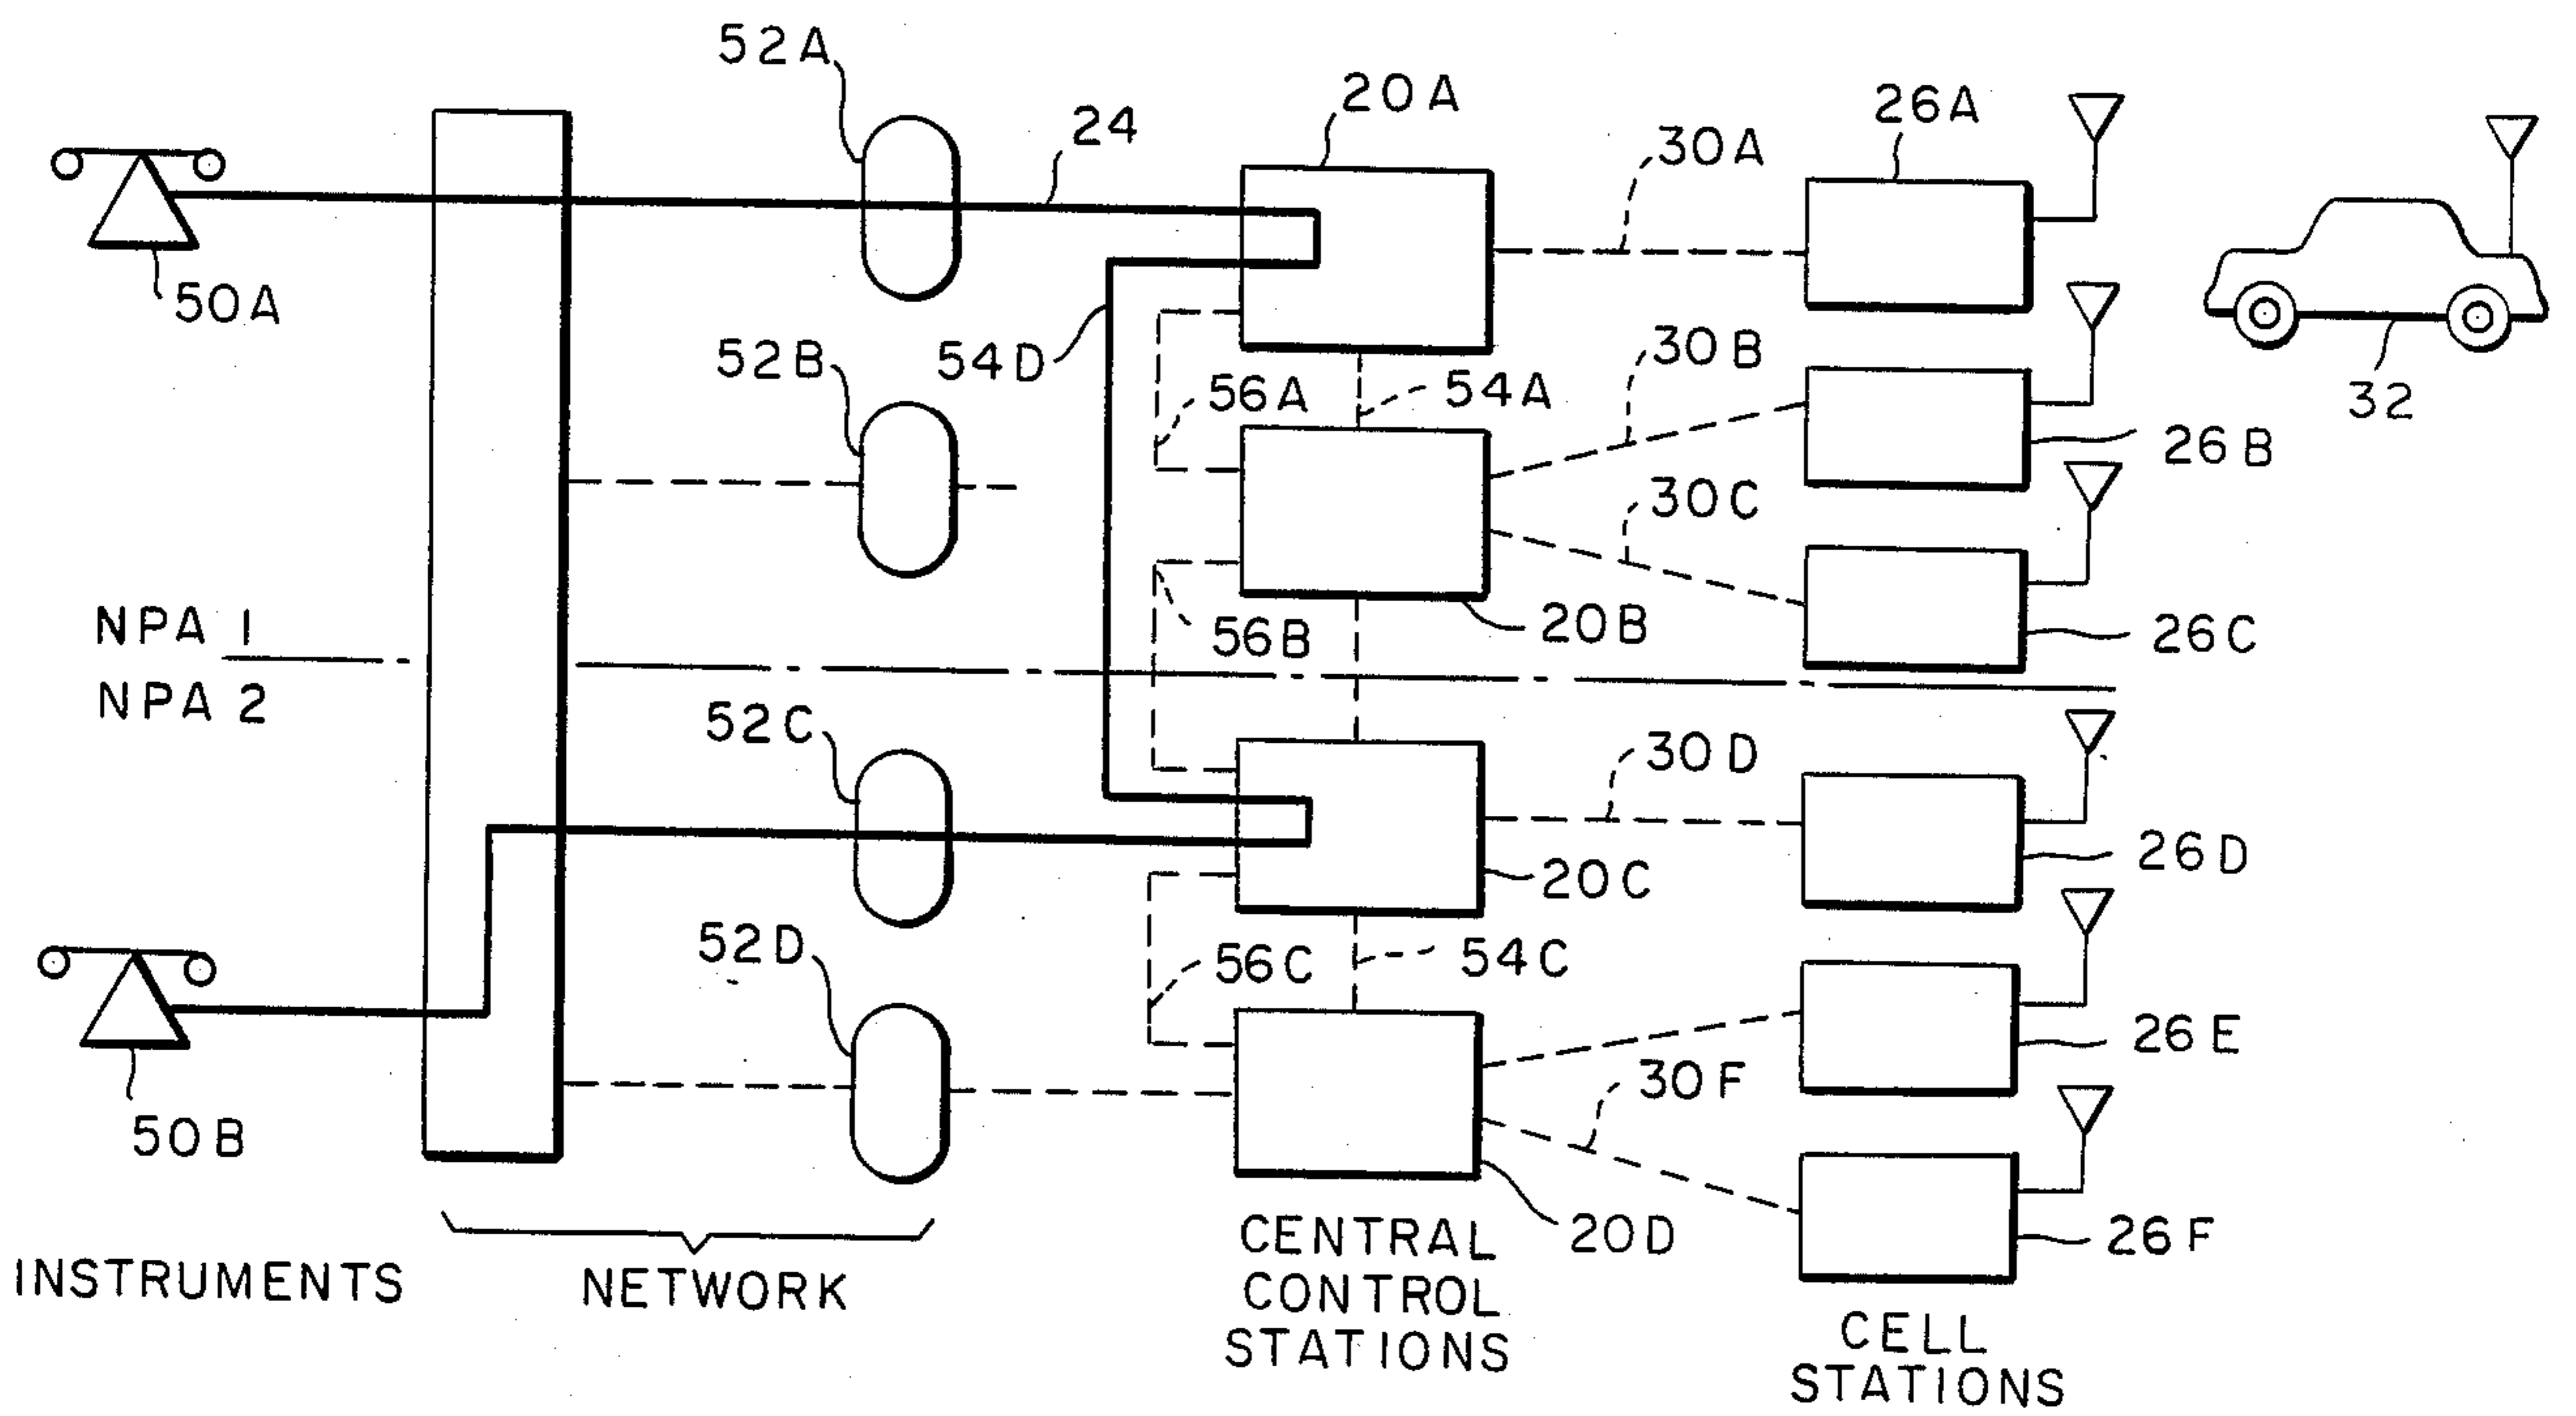 52A
24
20A
26A
30A
50A
52B
54D
56A
54A
30B
32
26B
30C
NPA 1
56B
20B
26C
NPA 2
52C
30D
26D
20C
52D
56C
54C
26E
30F
50B
20D
26F
INSTRUMENTS
NETWORK
CENTRAL
CONTROL
STATIONS
CELL
STATIONS